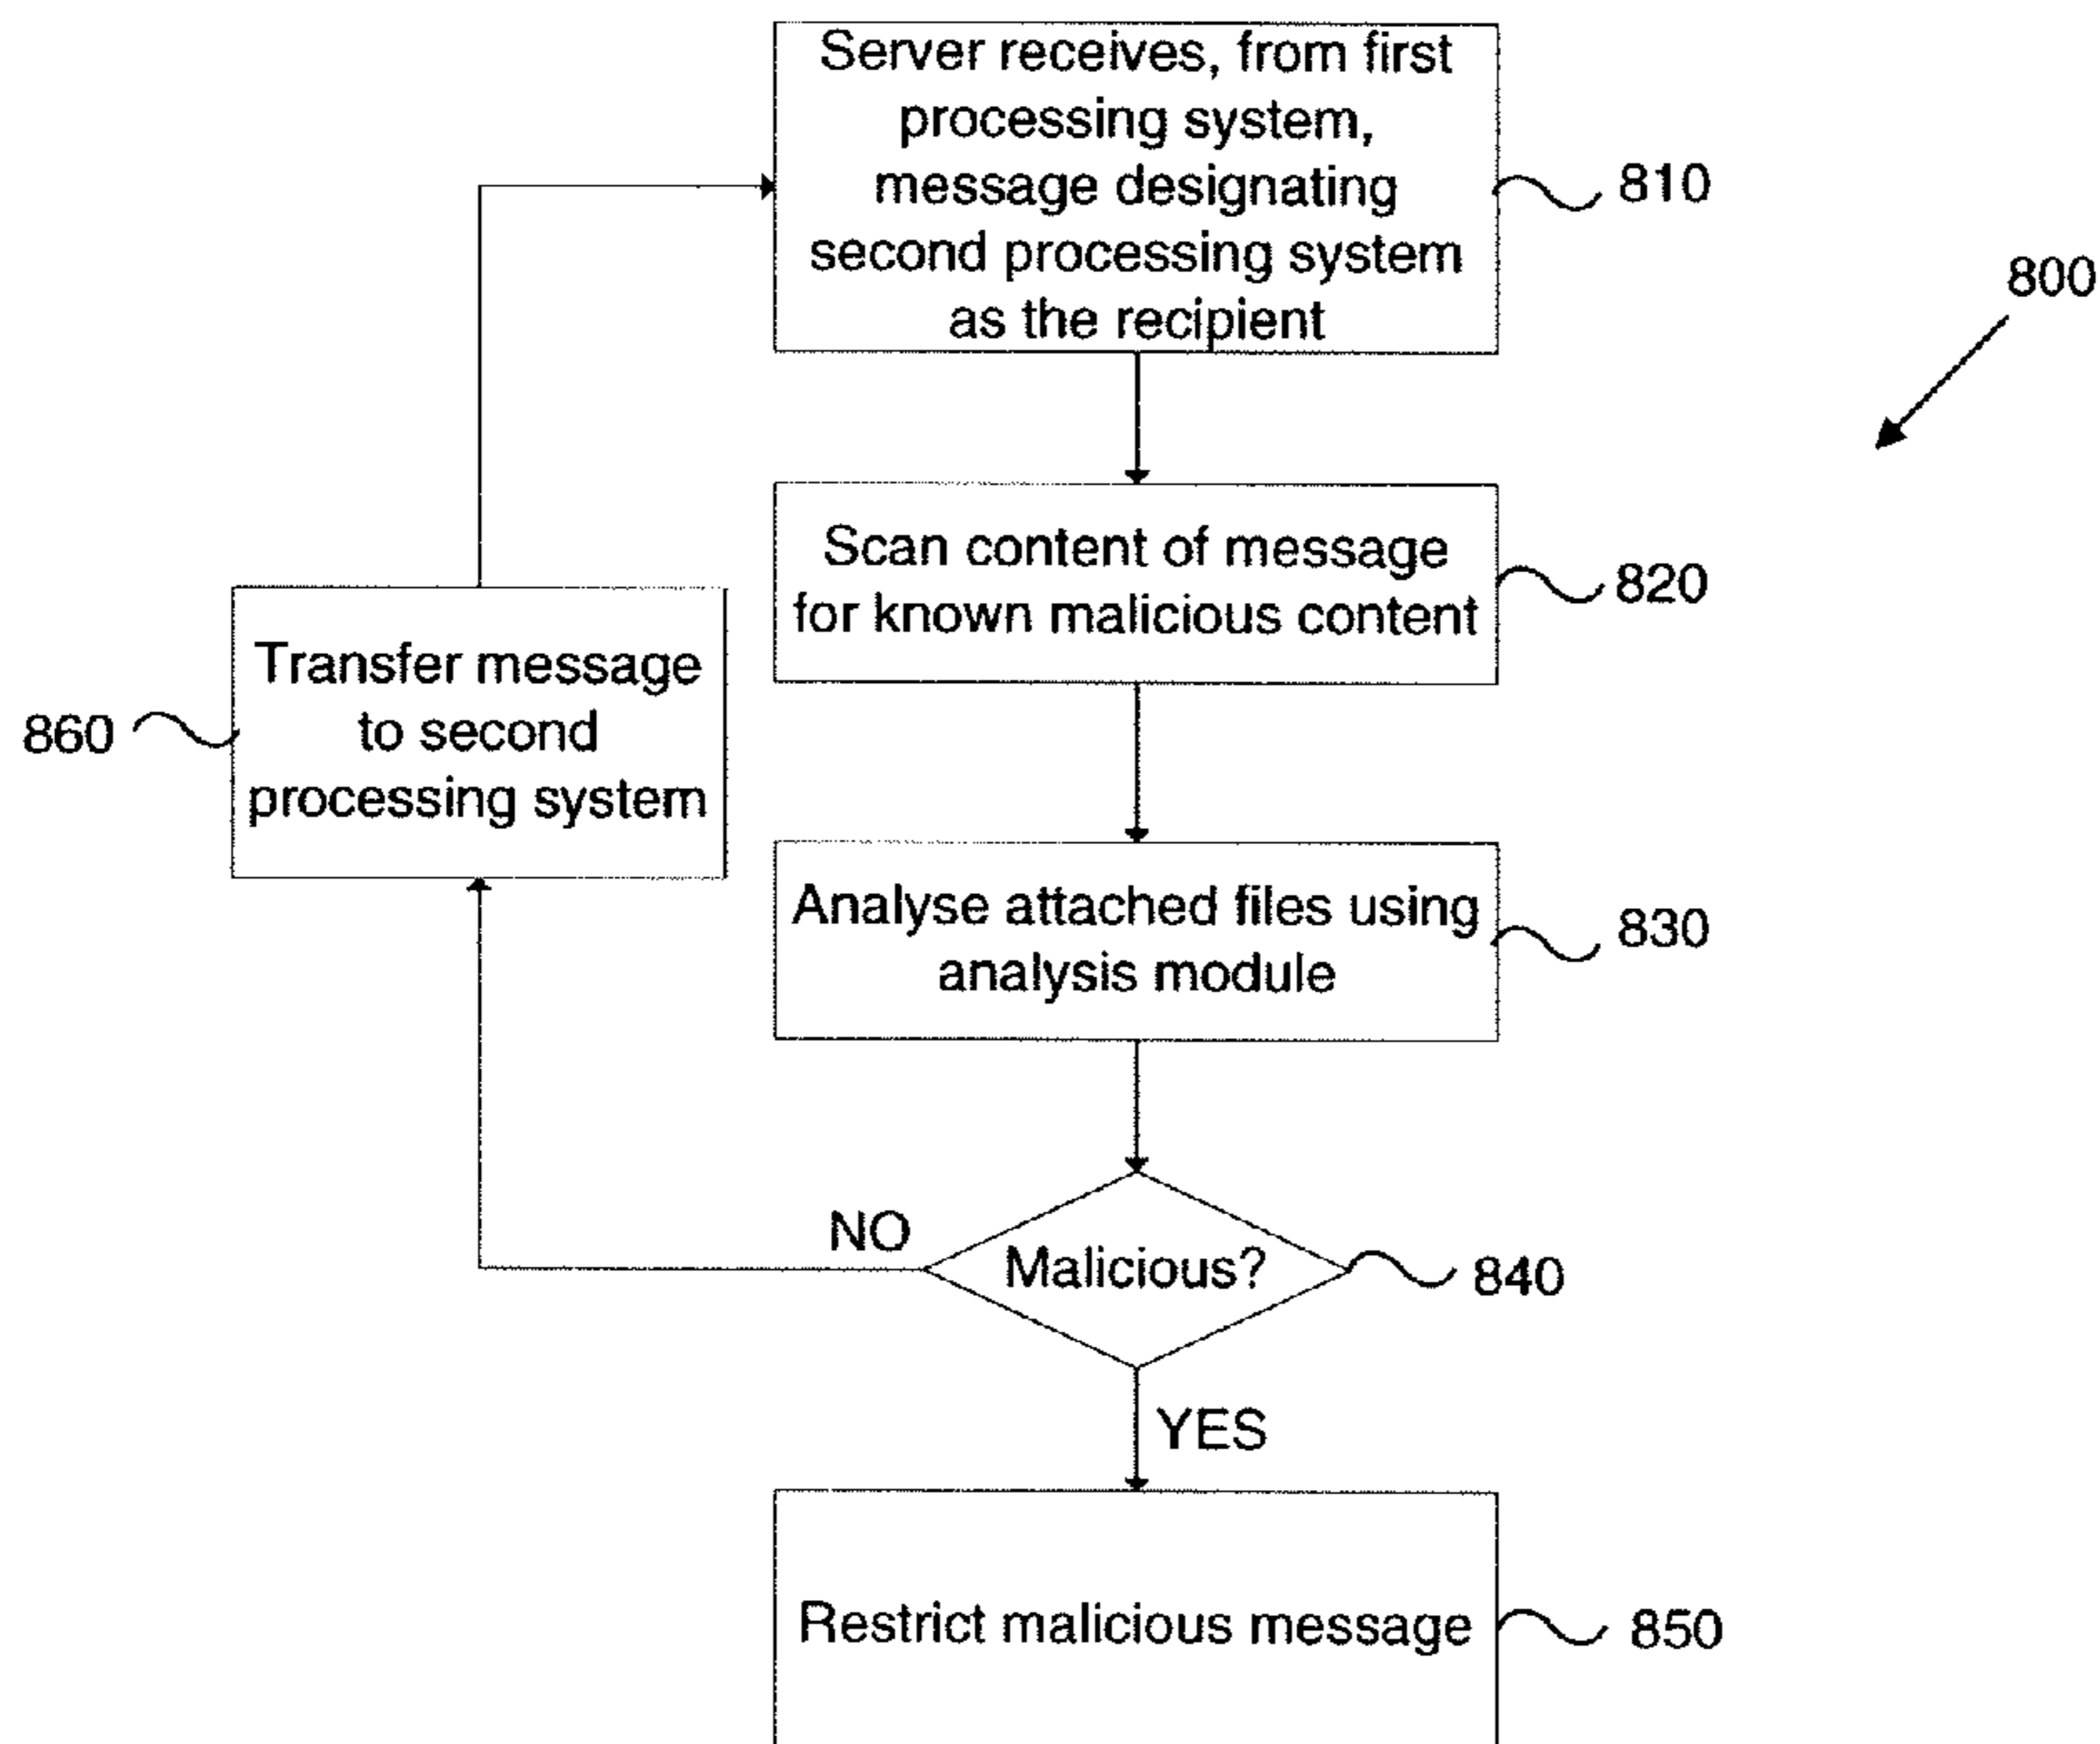 Server receives, from first
processing system,
message designating
second processing system
as the recipient
810
800
Scan content of message
for known malicious content
820
Transfer message
to second
processing system
860
Analyse attached files using
analysis module
830
NO
Malicious?
840
YES
Restrict malicious message
850